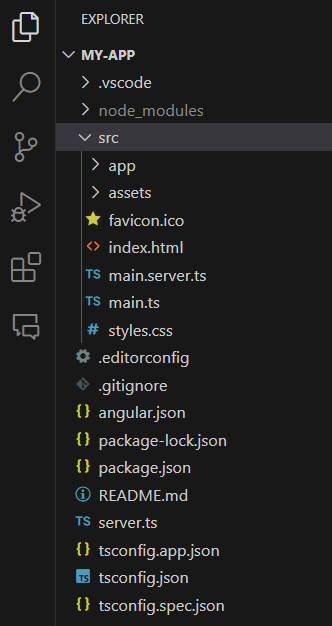 EXPLORER
MY-APP
.vscode
node_modules
src
app
assets
favicon.ico
index.html
TS main.server.ts
TS main.ts
# styles.css
.editorconfig
.gitignore
{} angular.json
{} package-lock.json
{} package.json
README.md
TS server.ts
{} tsconfig.app.json
TS tsconfig.json
{} tsconfig.spec.json